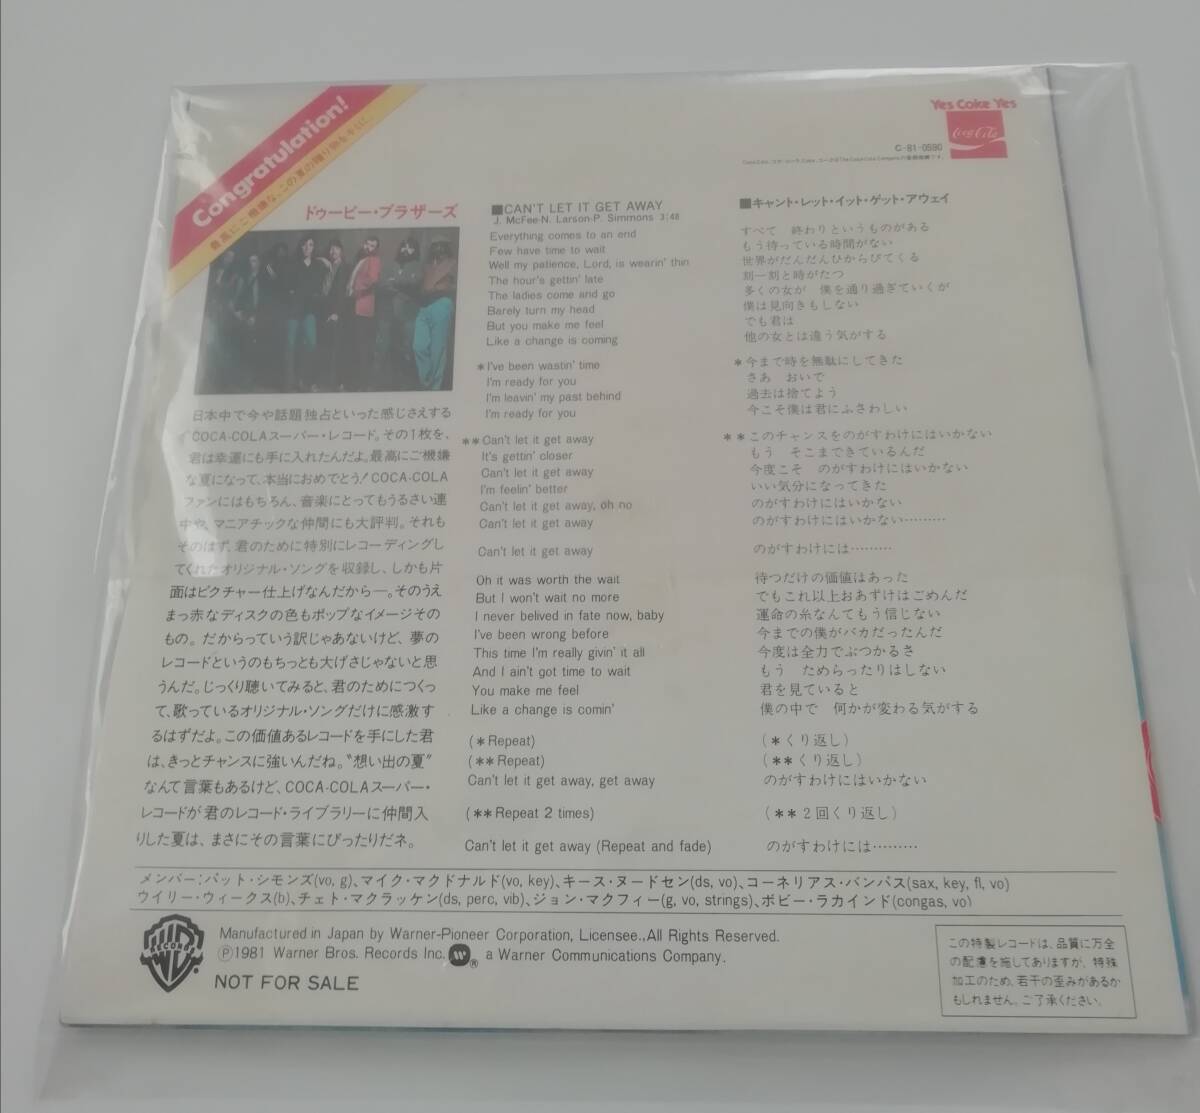 Congratulation!
最高にご機嫌な、この夏の贈り物を君に。
Yes Coke Yes
Coca-Cola
C-81-0590
ドゥービー・ブラザーズ
日本中で今や話題独占といった感じさえする
COCA-COLAスーパー・レコード。その1枚を、
君は幸運にも手に入れたんだよ。最高にご機嫌
な夏になって、本当におめでとう! COCA-COLA
ファンにはもちろん、音楽にとってもうるさい連
中や、マニアチックな仲間にも大評判。それも
そのはず、君のために特別にレコーディングし
てくれたオリジナル・ソングを収録し、しかも片
面はピクチャー仕上げなんだから―。そのうえ
まっ赤なディスクの色もポップなイメージその
もの。だからっていう訳じゃあないけど、夢の
レコードというのもちっとも大げさじゃないと思
うんだ。じっくり聴いてみると、君のためにつくっ
て、歌っているオリジナル・ソングだけに感激す
るはずだよ。この価値あるレコードを手にした君
は、きっとチャンスに強いんだね。"想い出の夏"
なんて言葉もあるけど、COCA-COLAスーパー・
レコードが君のレコード・ライブラリーに仲間入
りした夏は、まさにその言葉にぴったりだネ。
■CAN'T LET IT GET AWAY
J. McFee-N. Larson-P. Simmons 3:48
Everything comes to an end
Few have time to wait
Well my patience, Lord, is wearin' thin
The hour's gettin' late
The ladies come and go
Barely turn my head
But you make me feel
Like a change is coming
*I've been wastin' time
I'm ready for you
I'm leavin' my past behind
I'm ready for you
**Can't let it get away
It's gettin' closer
Can't let it get away
I'm feelin' better
Can't let it get away, oh no
Can't let it get away
Can't let it get away
Oh it was worth the wait
But I won't wait no more
I never belived in fate now, baby
I've been wrong before
This time I'm really givin' it all
And I ain't got time to wait
You make me feel
Like a change is comin'
(*Repeat)
(**Repeat)
Can't let it get away, get away
(**Repeat 2 times)
Can't let it get away (Repeat and fade)
■キャント・レット・イット・ゲット・アウェイ
すべて 終わりというものがある
もう待っている時間がない
世界がだんだんひからびてくる
刻一刻と時がたつ
多くの女が 僕を通り過ぎていくが
僕は見向きもしない
でも君は
他の女とは違う気がする
*今まで時を無駄にしてきた
さあ おいで
過去は捨てよう
今こそ僕は君にふさわしい
**このチャンスをのがすわけにはいかない
もう そこまできているんだ
今度こそ のがすわけにはいかない
いい気分になってきた
のがすわけにはいかない
のがすわけにはいかない………
のがすわけには………
待つだけの価値はあった
でもこれ以上おあずけはごめんだ
運命の糸なんてもう信じない
今までの僕がバカだったんだ
今度は全力でぶつかるさ
もう ためらったりはしない
君を見ていると
僕の中で 何かが変わる気がする
(*くり返し)
(**くり返し)
のがすわけにはいかない
(**2回くり返し)
のがすわけには………
メンバー:パット・シモンズ(vo, g)、マイク・マクドナルド(vo, key)、キース・ヌードセン(ds, vo)、コーネリアス・バンパス(sax, key, fl, vo)
ウイリー・ウィークス(b)、チェト・マクラッケン(ds, perc, vib)、ジョン・マクフィー(g, vo, strings)、ボビー・ラカインド(congas, vo)
WB RECORDS
Manufactured in Japan by Warner-Pioneer Corporation, Licensee.,All Rights Reserved.
Ⓟ1981 Warner Bros. Records Inc. ® a Warner Communications Company.
NOT FOR SALE
この特製レコードは、品質に万全
の配慮を施してありますが、特殊
加工のため、若干の歪みがあるか
もしれません。ご了承ください。